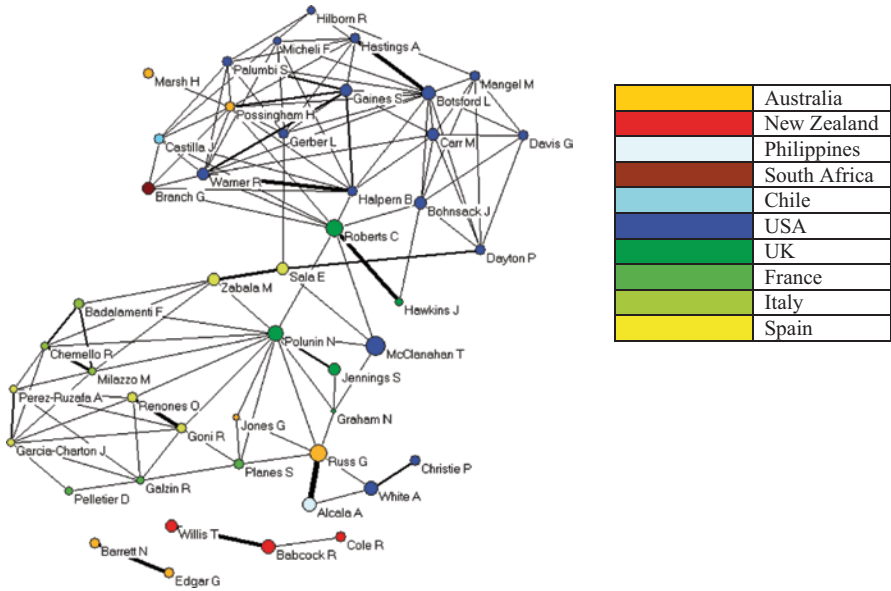 Hilborn R
Micheli F
Hastings A
Palumbi S
Mangel M
Marsh H
Gaines S
Botsford L
Possingham H
Castilla J
Gerber L
Carr M
Davis G
Warner R
Branch G
Halpern B
Bohnsack J
Roberts C
Dayton P
Sala E
Zabala M
Hawkins J
Badalamenti F
Polunin N
McClanahan T
Chemello R
Milazzo M
Jennings S
Perez-Ruzafa A
Renones O
Jones G
Graham N
Goni R
Garcia-Charton J
Russ G
Planes S
Christie P
Galzin R
Pelletier D
White A
Alcala A
Willis T
Cole R
Barrett N
Babcock R
Edgar G
Australia
New Zealand
Philippines
South Africa
Chile
USA
UK
France
Italy
Spain